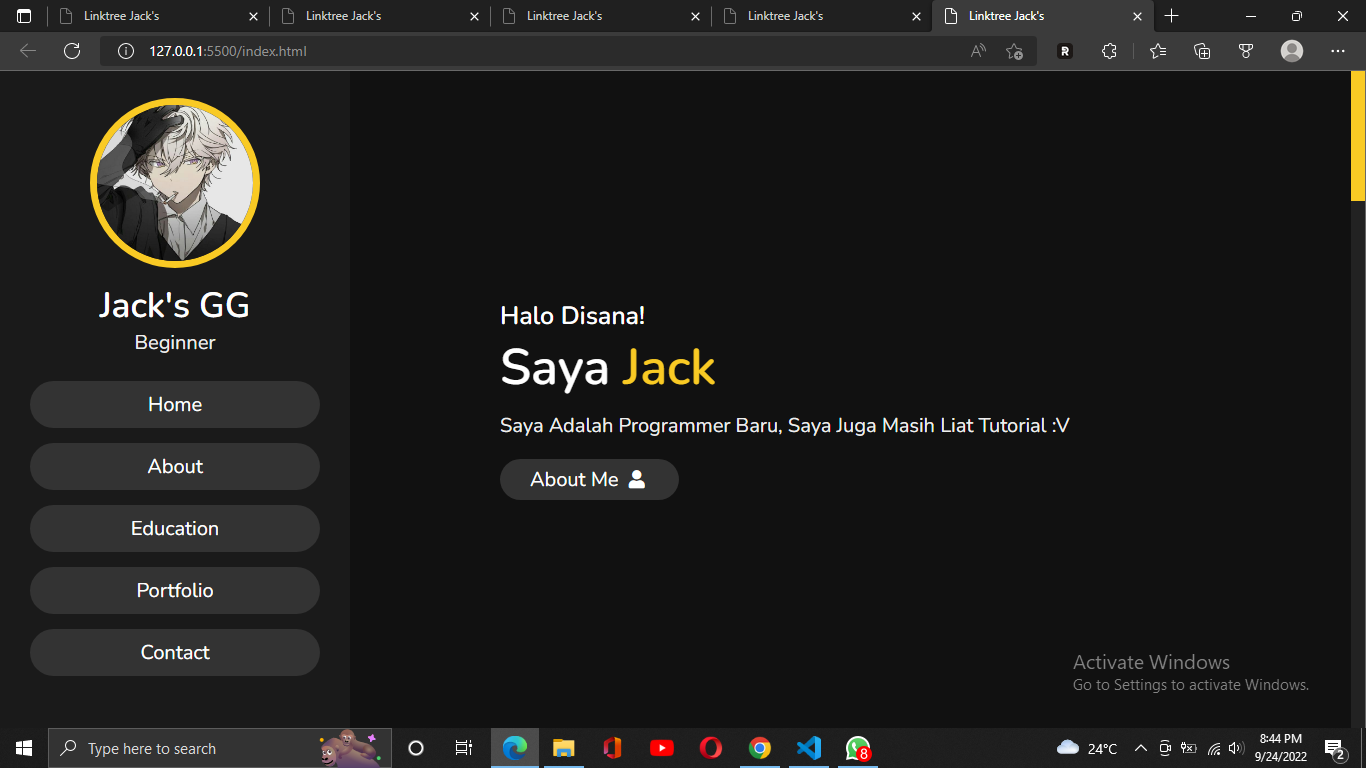 Linktree Jack's
Linktree Jack's
Linktree Jack's
Linktree Jack's
Linktree Jack's
127.0.0.1:5500/index.html
Jack's GG
Beginner
Home
About
Education
Portfolio
Contact
Halo Disana!
Saya Jack
Saya Adalah Programmer Baru, Saya Juga Masih Liat Tutorial :V
About Me
Activate Windows
Go to Settings to activate Windows.
Type here to search
8
24°C
8:44 PM
9/24/2022
2